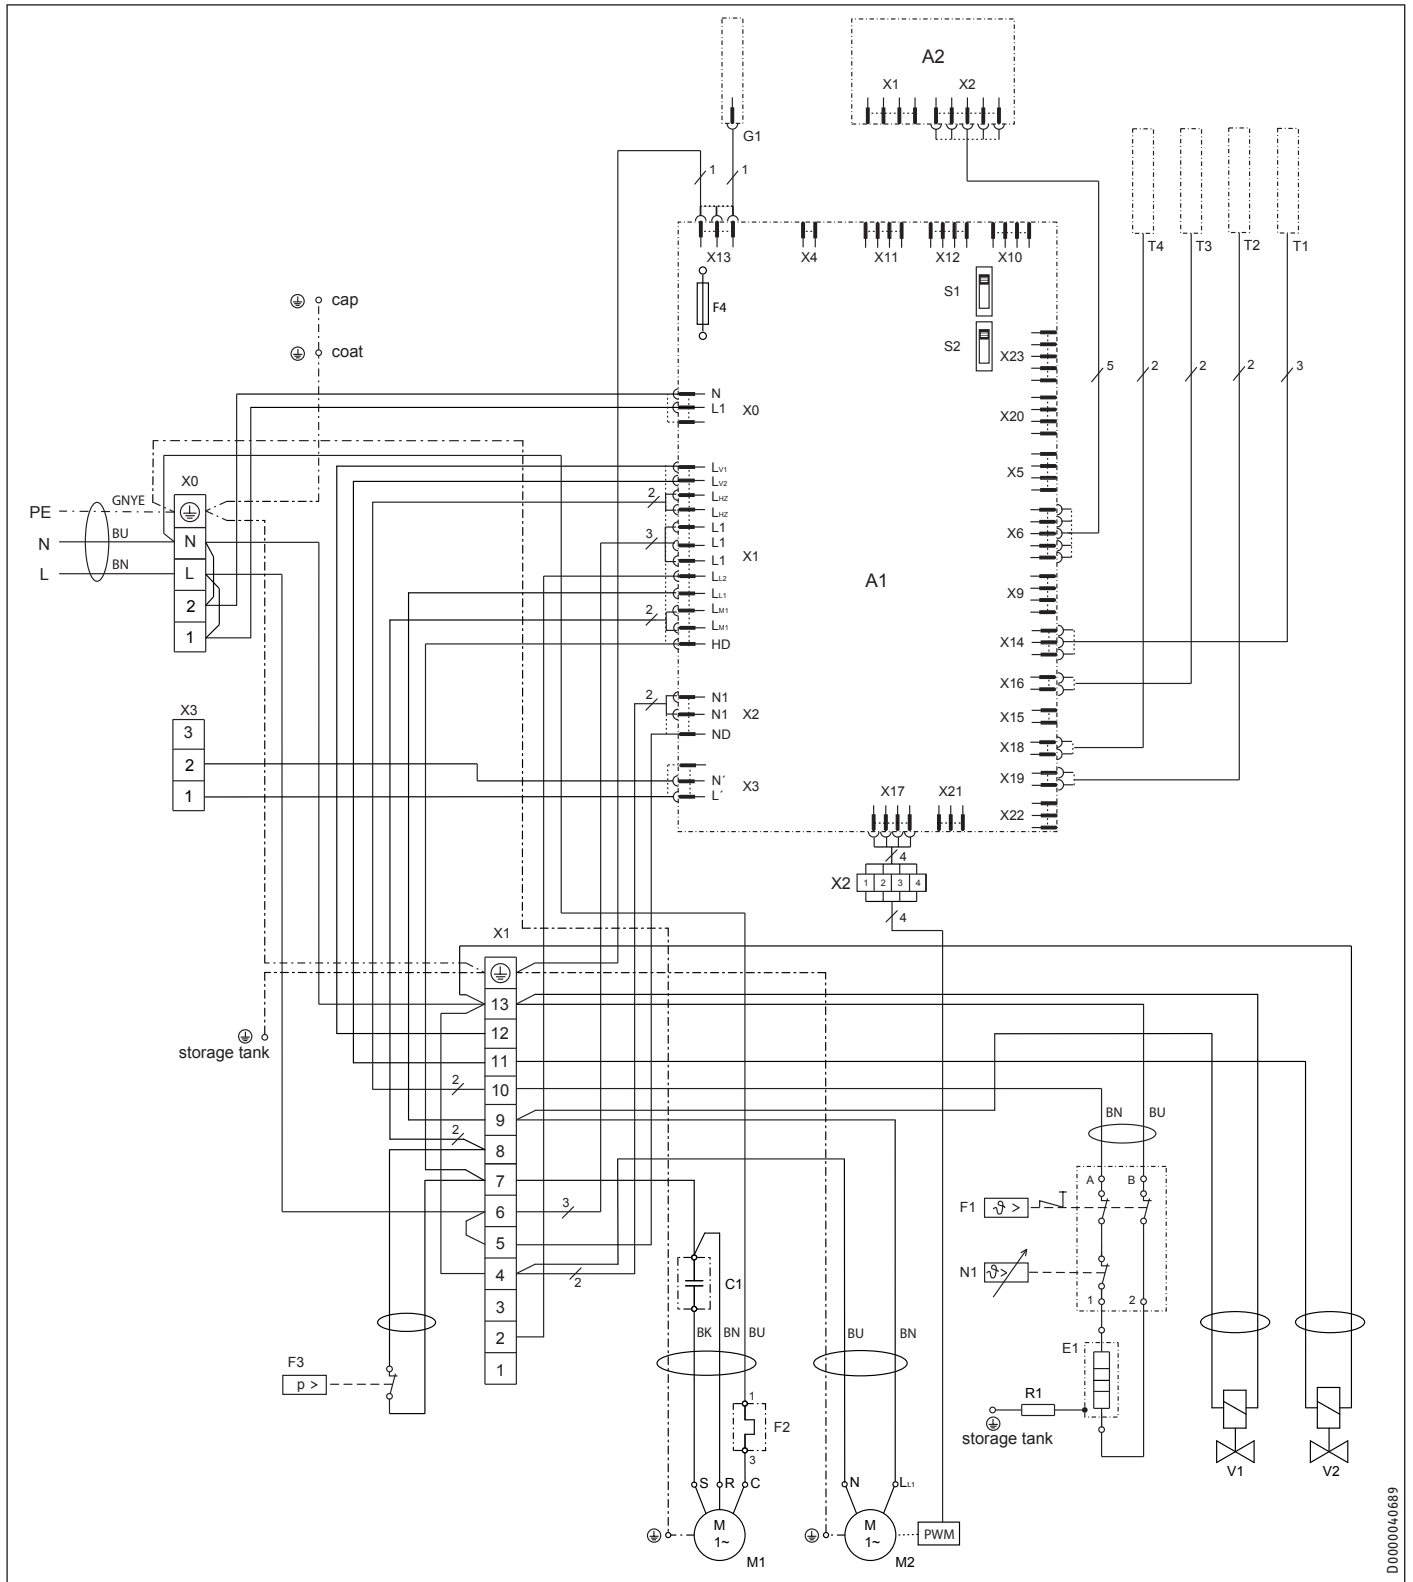 A2
X1 X2
G1
1 1
T4 T3 T2 T1
X13 X4 X11 X12 X10
S1
F4
S2
cap
coat
X23
5 2 2 2 3
N
L1 X0
X20
LV1
LV2
LHZ
LHZ
L1
L1
L1
LL2
LL1
LM1
LM1
HD
X1
2
3
2
A1
X5
X6
X9
X14
X16
X15
X18
X19
X22
X0
PE GNYE
N BU N
L BN L
2
1
N1
N1 X2
ND
2
X3
3
2
1
N´
L´
X3
X17 X21
4
X2 1 2 3 4
4
X1
13
12
11
10
9
8
7
6
5
4
3
2
1
2
2
3
2
storage tank
BN BU
A B
F1 ϑ >
N1 ϑ >
1 2
E1
R1
storage tank
C1
BK BN BU
BU BN
F3
p >
1
F2
3
S R C
N LL1
M
1~
M1
M
1~
M2
PWM
V1 V2
D0000040689